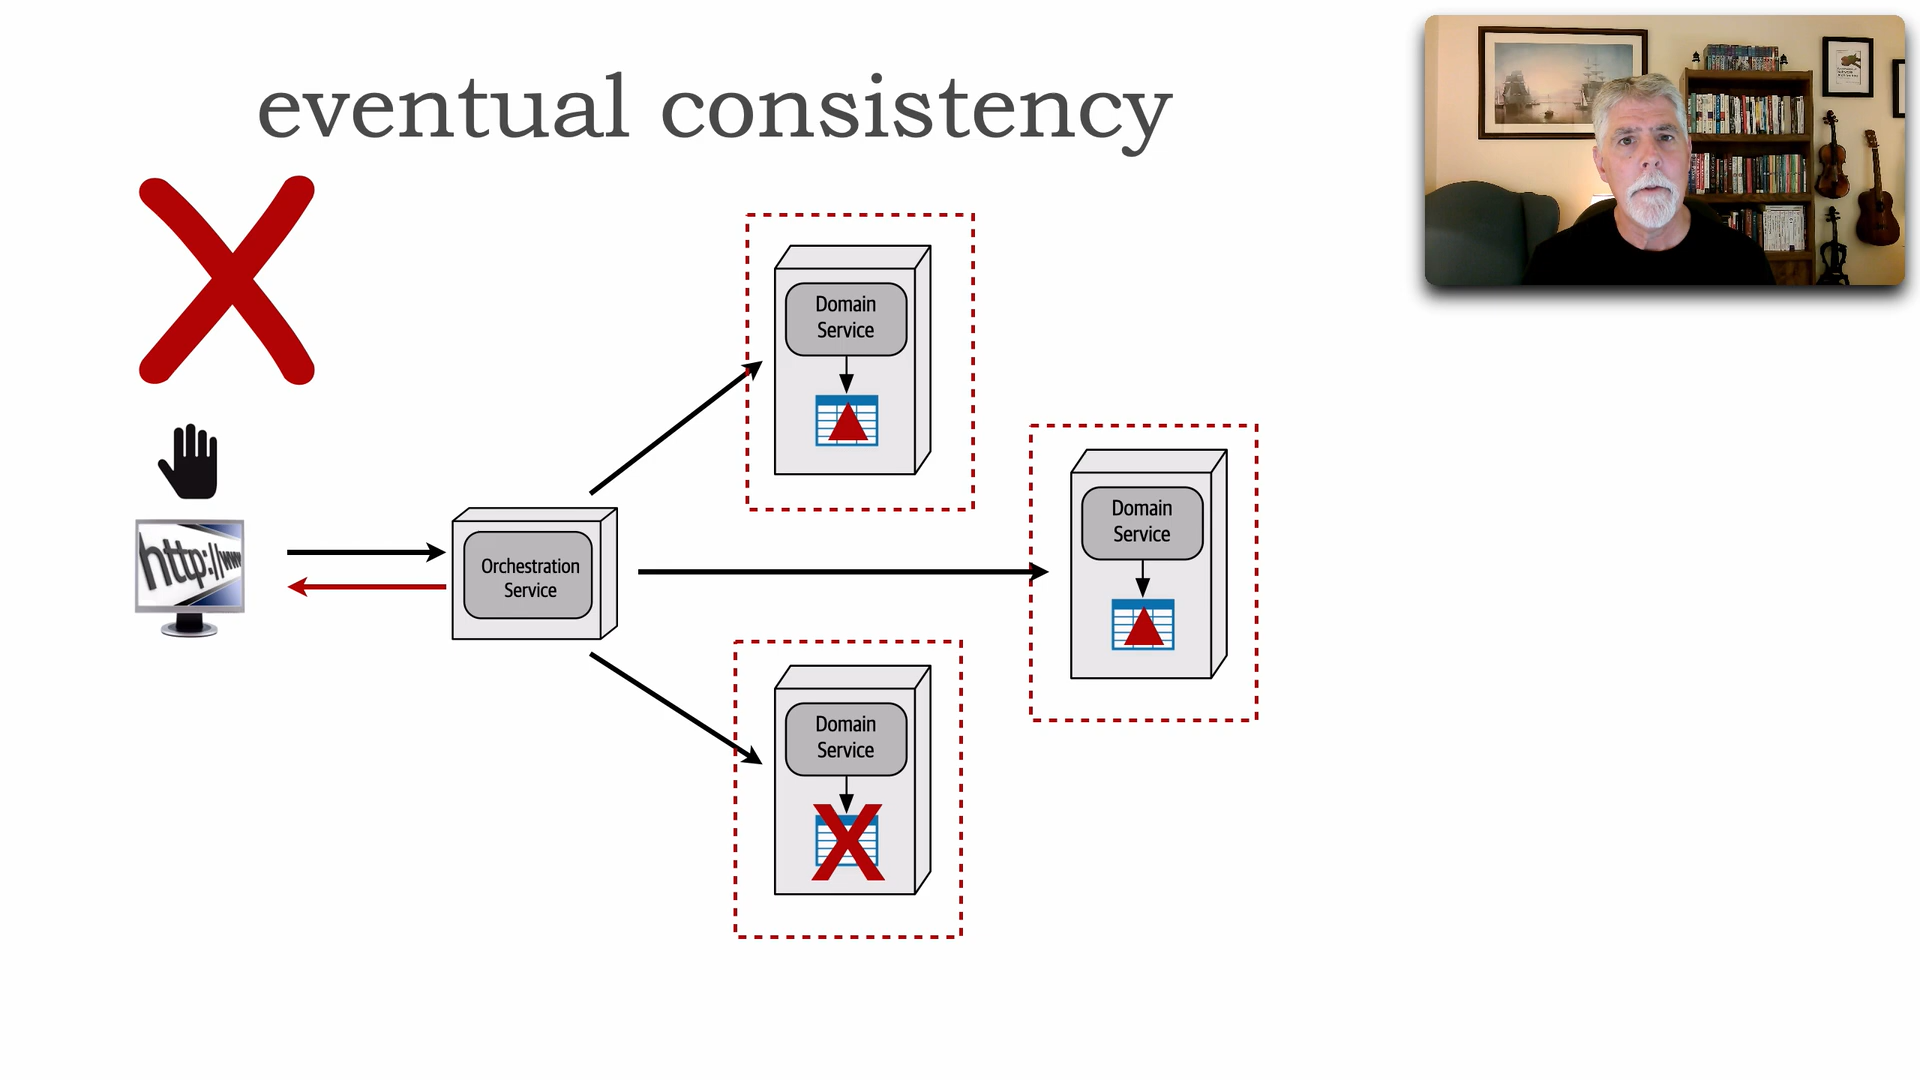 eventual consistency
Domain
Service
Domain
Service
http://www
Orchestration
Service
Domain
Service